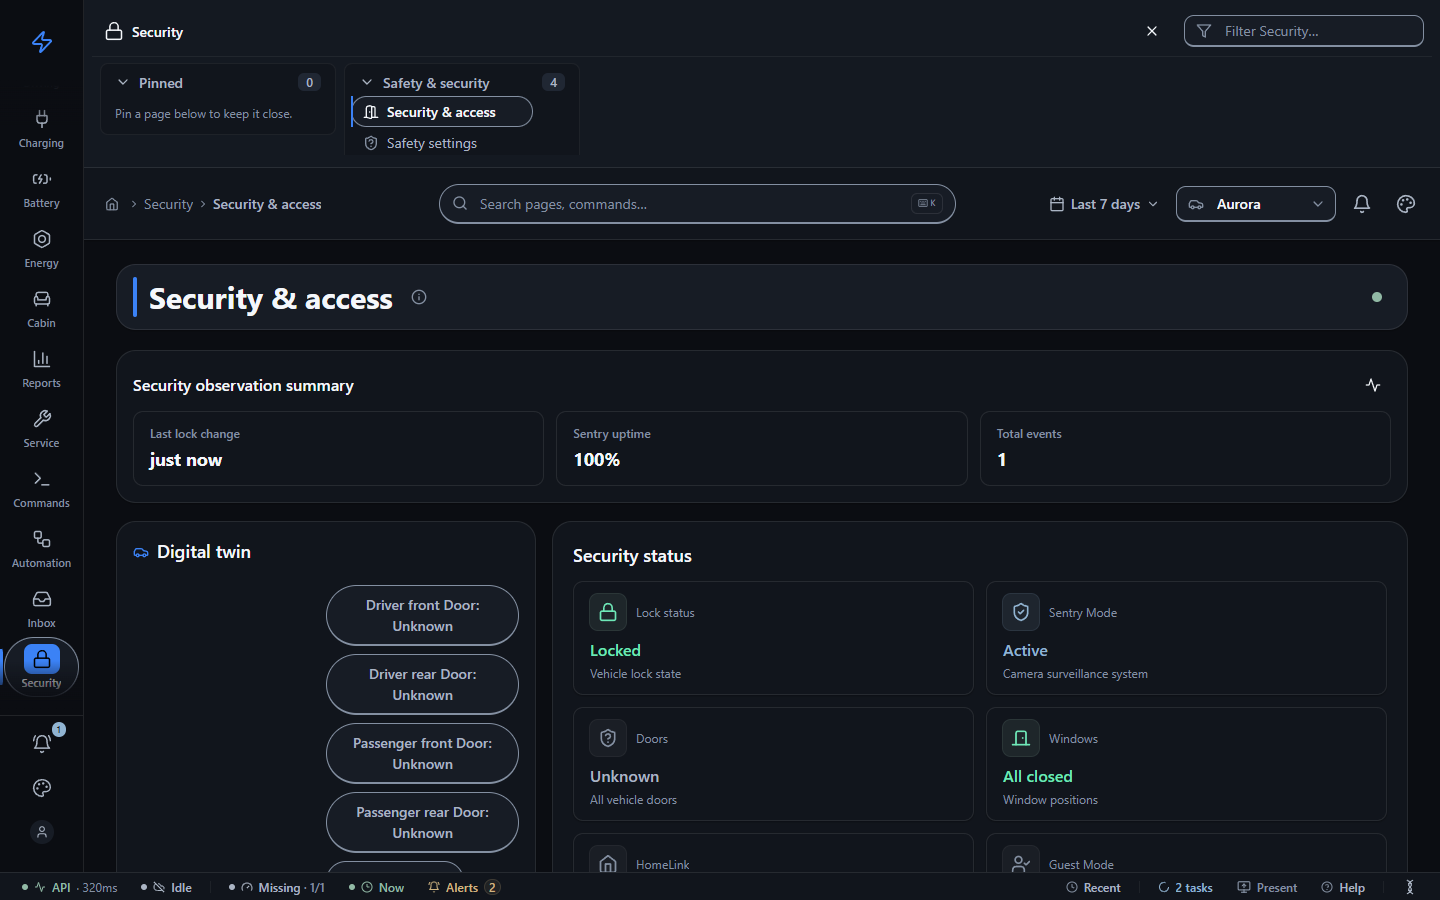 Security
Filter Security...
Pinned
0
Pin a page below to keep it close.
Safety & security
4
Security & access
Safety settings
Charging
Battery
Energy
Cabin
Reports
Service
Commands
Automation
Inbox
Security
1
Security
Security & access
Search pages, commands...
K
Last 7 days
Aurora
Security & access
Security observation summary
Last lock change
just now
Sentry uptime
100%
Total events
1
Digital twin
Driver front Door:
Unknown
Driver rear Door:
Unknown
Passenger front Door:
Unknown
Passenger rear Door:
Unknown
Security status
Lock status
Locked
Vehicle lock state
Sentry Mode
Active
Camera surveillance system
Doors
Unknown
All vehicle doors
Windows
All closed
Window positions
HomeLink
Guest Mode
API · 320ms
Idle
Missing · 1/1
Now
Alerts 2
Recent
2 tasks
Present
Help